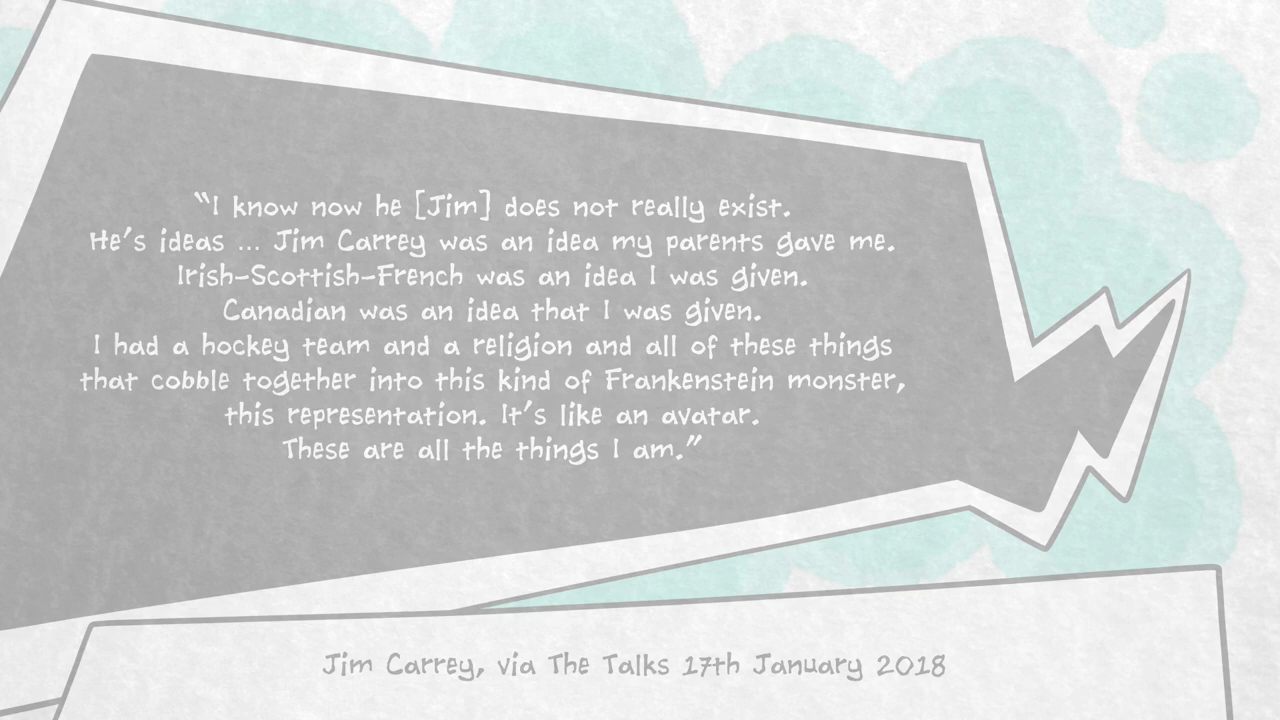 “I know now he [Jim] does not really exist.
He’s ideas ... Jim Carrey was an idea my parents gave me.
Irish-Scottish-French was an idea I was given.
Canadian was an idea that I was given.
I had a hockey team and a religion and all of these things
that cobble together into this kind of Frankenstein monster,
this representation. It’s like an avatar.
These are all the things I am.”
Jim Carrey, via The Talks 17th January 2018